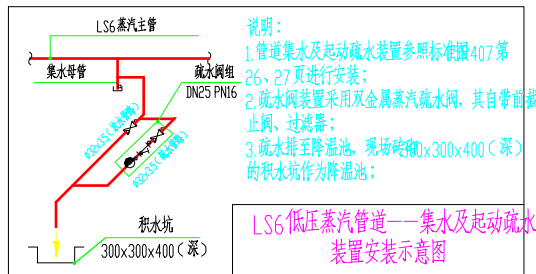 LS6蒸汽主管
集水母管
疏水阀组
DN25 PN16
积水坑
300x300x400（深）
说明：
1.管道集水及起动疏水装置参照标准图407 第
26、27页进行安装；
2.疏水阀装置采用双金属蒸汽疏水阀，其自带前截
止阀、过滤器；
3.疏水排至降温池，现场砖砌300x300x400（深）
的积水坑作为降温池；
LS6低压蒸汽管道——集水及起动疏水
装置安装示意图